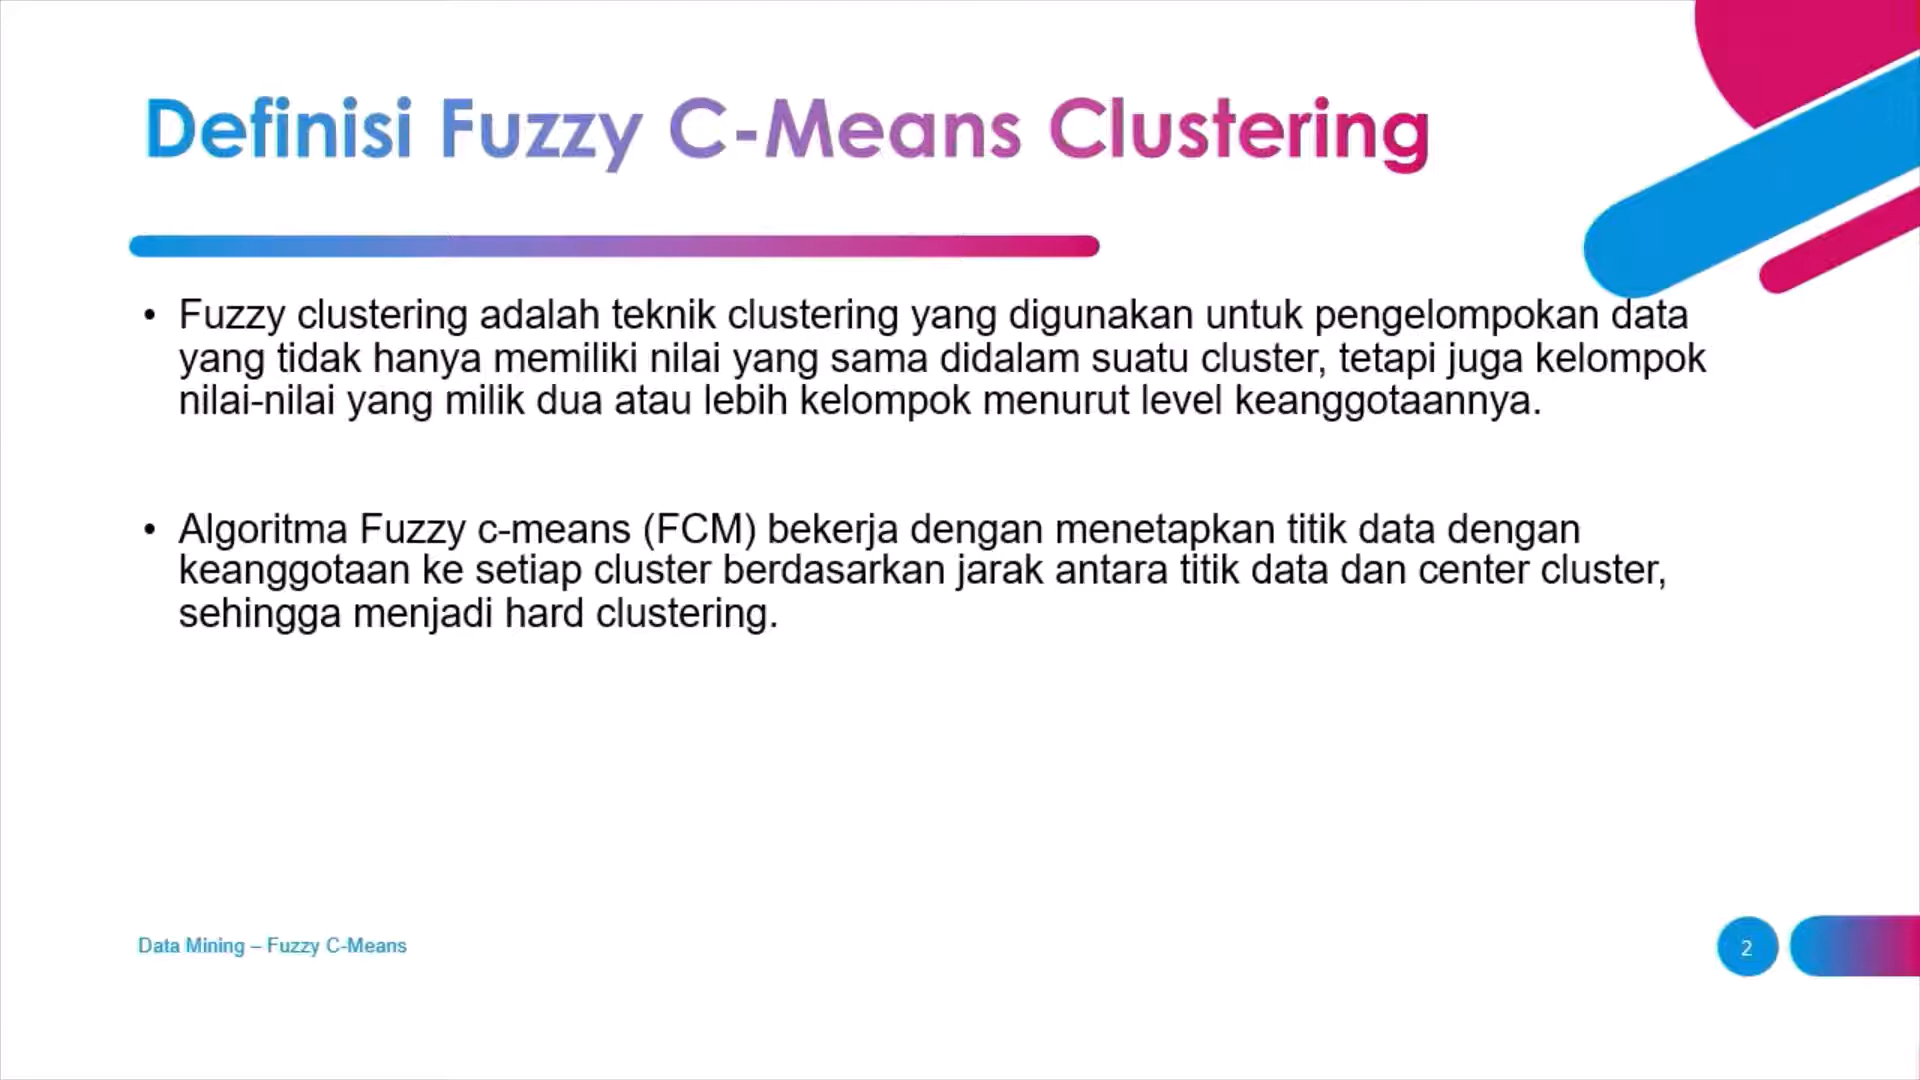 Definisi Fuzzy C-Means Clustering
• Fuzzy clustering adalah teknik clustering yang digunakan untuk pengelompokan data
yang tidak hanya memiliki nilai yang sama didalam suatu cluster, tetapi juga kelompok
nilai-nilai yang milik dua atau lebih kelompok menurut level keanggotaannya.
• Algoritma Fuzzy c-means (FCM) bekerja dengan menetapkan titik data dengan
keanggotaan ke setiap cluster berdasarkan jarak antara titik data dan center cluster,
sehingga menjadi hard clustering.
Data Mining – Fuzzy C-Means
2